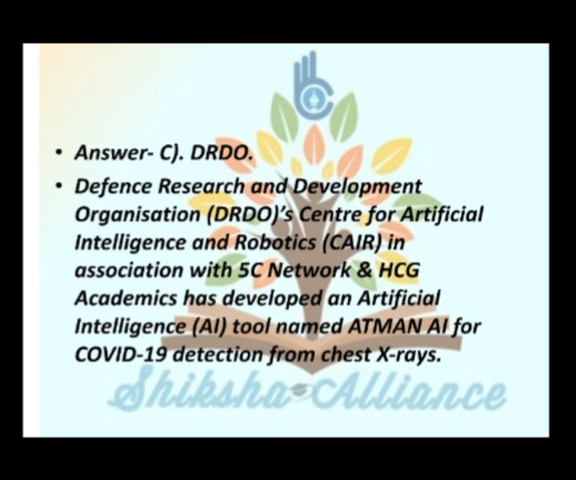 • Answer- C). DRDO.
• Defence Research and Development
Organisation (DRDO)'s Centre for Artificial
Intelligence and Robotics (CAIR) in
association with 5C Network & HCG
Academics has developed an Artificial
Intelligence (AI) tool named ATMAN AI for
COVID-19 detection from chest X-rays.
Shiksha Alliance